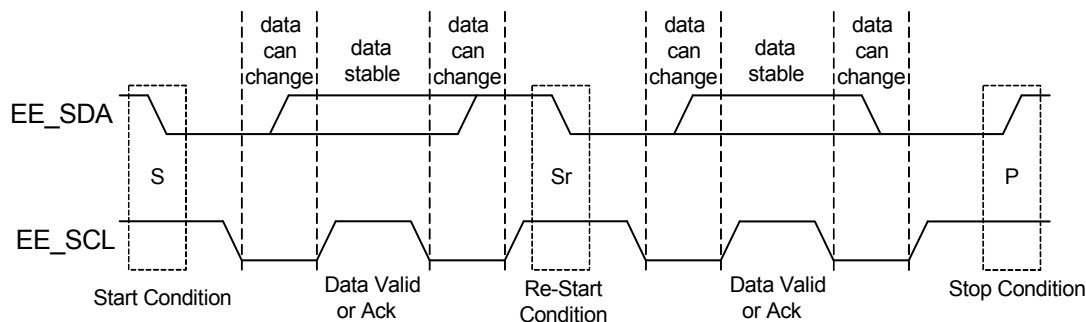 data
can
change
data
stable
data
can
change
data
can
change
data
stable
data
can
change
EE_SDA
S
Sr
P
EE_SCL
Start Condition
Data Valid
or Ack
Re-Start
Condition
Data Valid
or Ack
Stop Condition